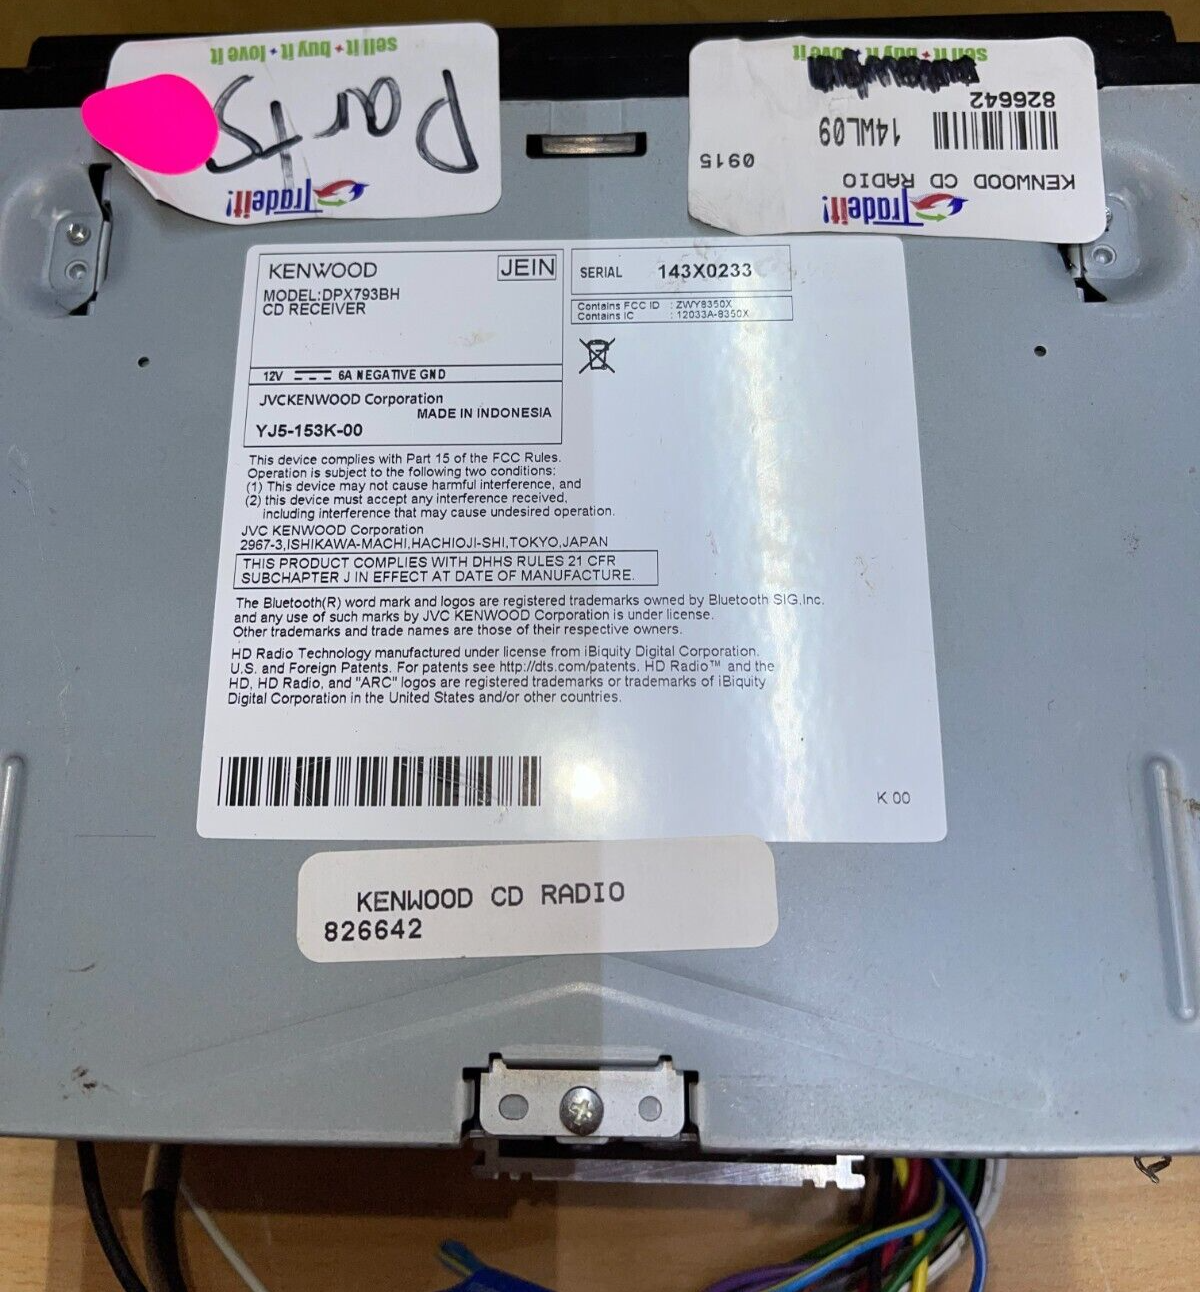 sell it • buy it • love it
Parts
Tradeit!
sell it • buy it • love it
826642
14WL09
0915
KENWOOD CD RADIO
Tradeit!
KENWOOD
JEIN
MODEL:DPX793BH
CD RECEIVER
SERIAL 143X0233
Contains FCC ID : ZWY8350X
Contains IC : 12033A-8350X
12V 6A NEGATIVE GND
JVCKENWOOD Corporation
MADE IN INDONESIA
YJ5-153K-00
This device complies with Part 15 of the FCC Rules.
Operation is subject to the following two conditions:
(1) This device may not cause harmful interference, and
(2) this device must accept any interference received,
including interference that may cause undesired operation.
JVC KENWOOD Corporation
2967-3,ISHIKAWA-MACHI,HACHIOJI-SHI,TOKYO,JAPAN
THIS PRODUCT COMPLIES WITH DHHS RULES 21 CFR
SUBCHAPTER J IN EFFECT AT DATE OF MANUFACTURE.
The Bluetooth(R) word mark and logos are registered trademarks owned by Bluetooth SIG,Inc.
and any use of such marks by JVC KENWOOD Corporation is under license.
Other trademarks and trade names are those of their respective owners.
HD Radio Technology manufactured under license from iBiquity Digital Corporation.
U.S. and Foreign Patents. For patents see http://dts.com/patents. HD Radio™ and the
HD, HD Radio, and "ARC" logos are registered trademarks or trademarks of iBiquity
Digital Corporation in the United States and/or other countries.
K 00
KENWOOD CD RADIO
826642